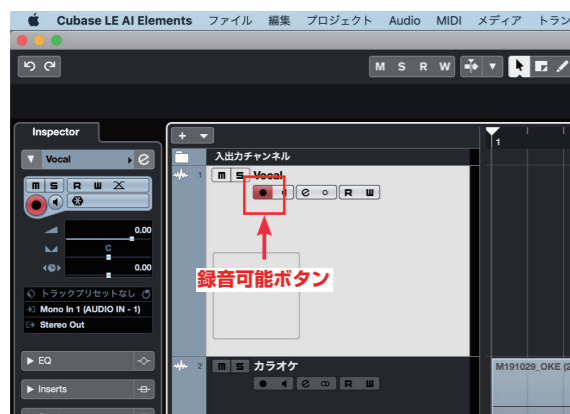 Cubase LE AI Elements ファイル 編集 プロジェクト Audio MIDI メディア トラン
M S R W
Inspector
+
1
入出力チャンネル
Vocal e
1 m S Vocal
m S R W
e R W
0.00
C
0.00
録音可能ボタン
トラックプリセットなし
Mono In 1 (AUDIO IN - 1)
Stereo Out
EQ
2 m S カラオケ
M191029_OKE (2
e R W
Inserts